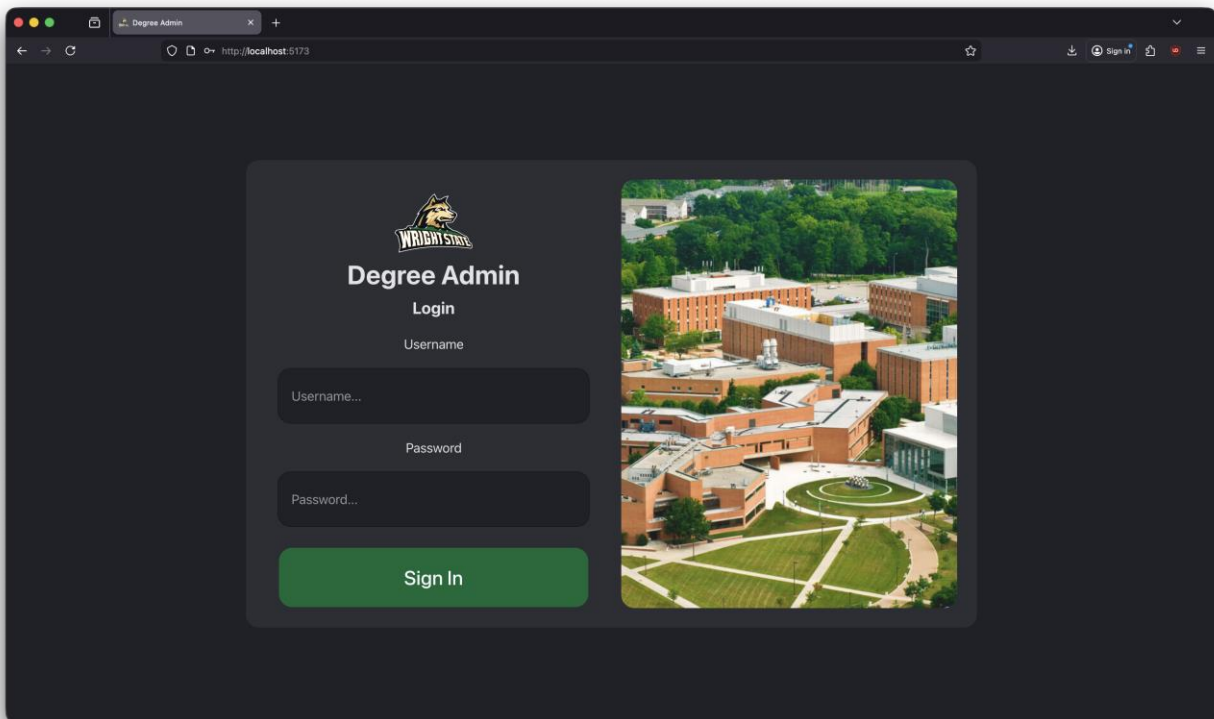 Degree Admin
http://localhost:5173
Sign in
WRIGHT STATE
Degree Admin
Login
Username
Username...
Password
Password...
Sign In